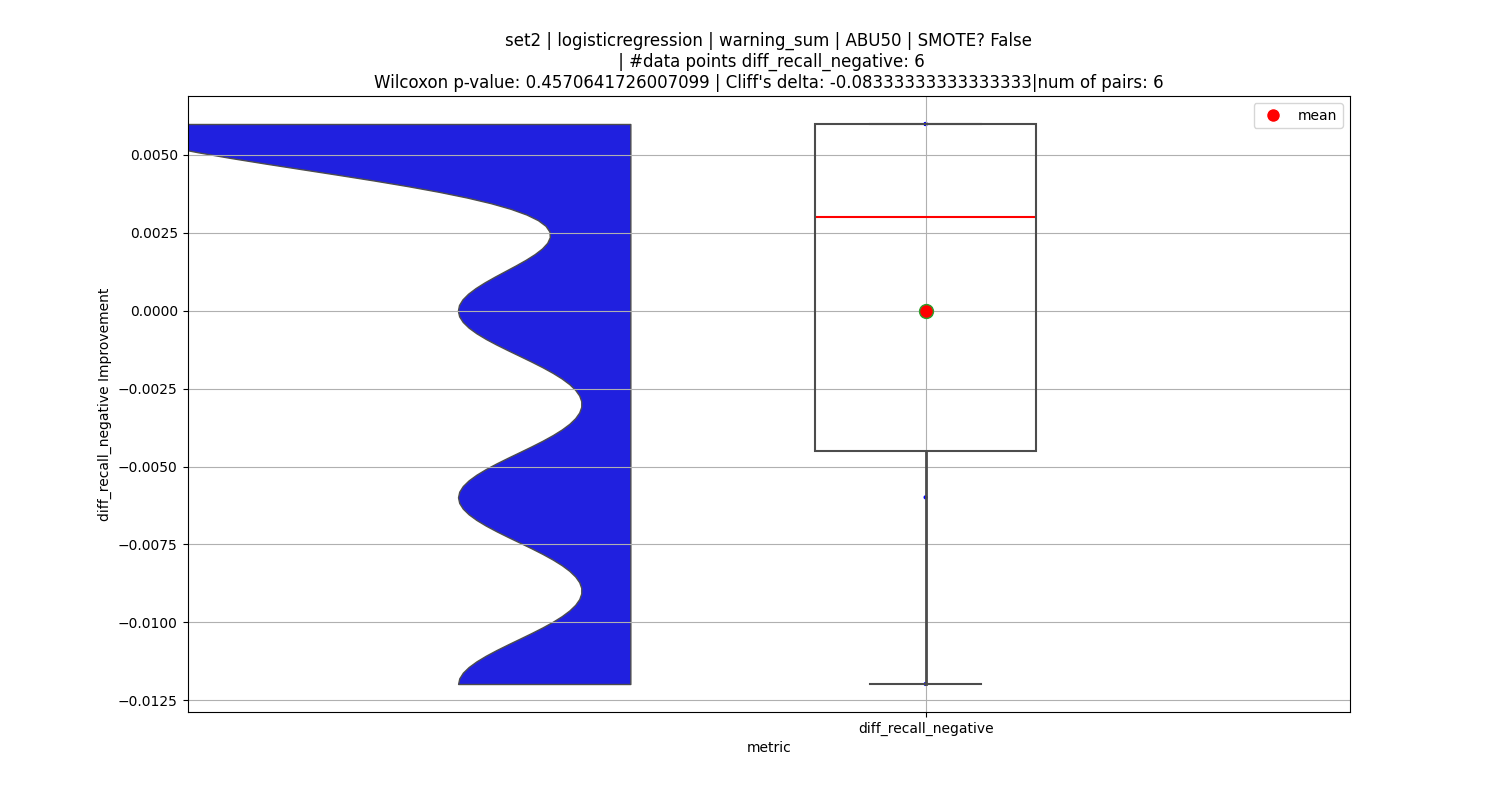 set2 | logisticregression | warning_sum | ABU50 | SMOTE? False
| #data points diff_recall_negative: 6
Wilcoxon p-value: 0.4570641726007099 | Cliff's delta: -0.08333333333333333|num of pairs: 6
mean
0.0050
0.0025
0.0000
−0.0025
−0.0050
−0.0075
−0.0100
−0.0125
diff_recall_negative Improvement
diff_recall_negative
metric